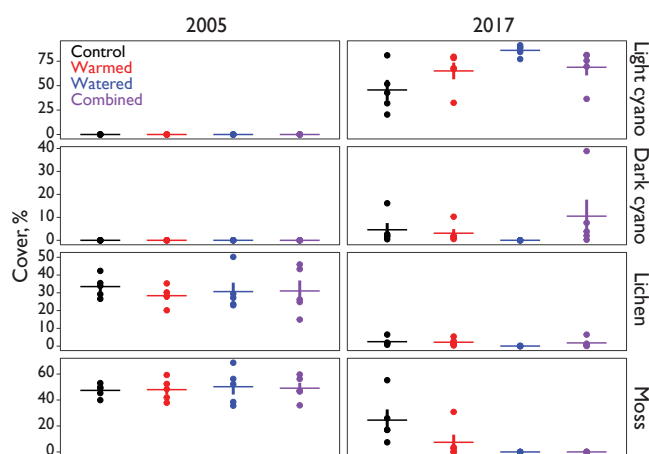 2005
2017
Control
Warmed
Watered
Combined
75
50
25
0
Light cyano
40
30
20
10
0
Dark cyano
Cover, %
50
40
30
20
10
0
Lichen
60
40
20
0
Moss